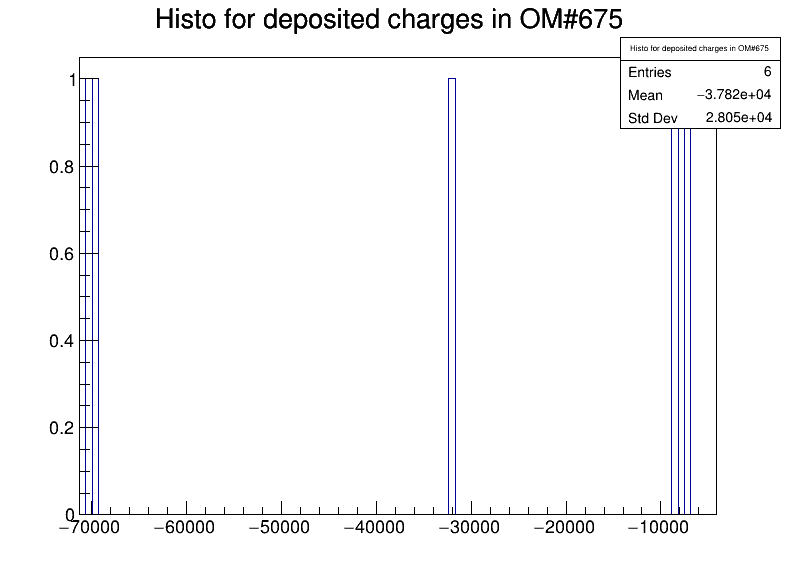 Histo for deposited charges in OM#675
Histo for deposited charges in OM#675
Entries 6
Mean −3.782e+04
Std Dev 2.805e+04
1
0.8
0.6
0.4
0.2
0
−70000 −60000 −50000 −40000 −30000 −20000 −10000